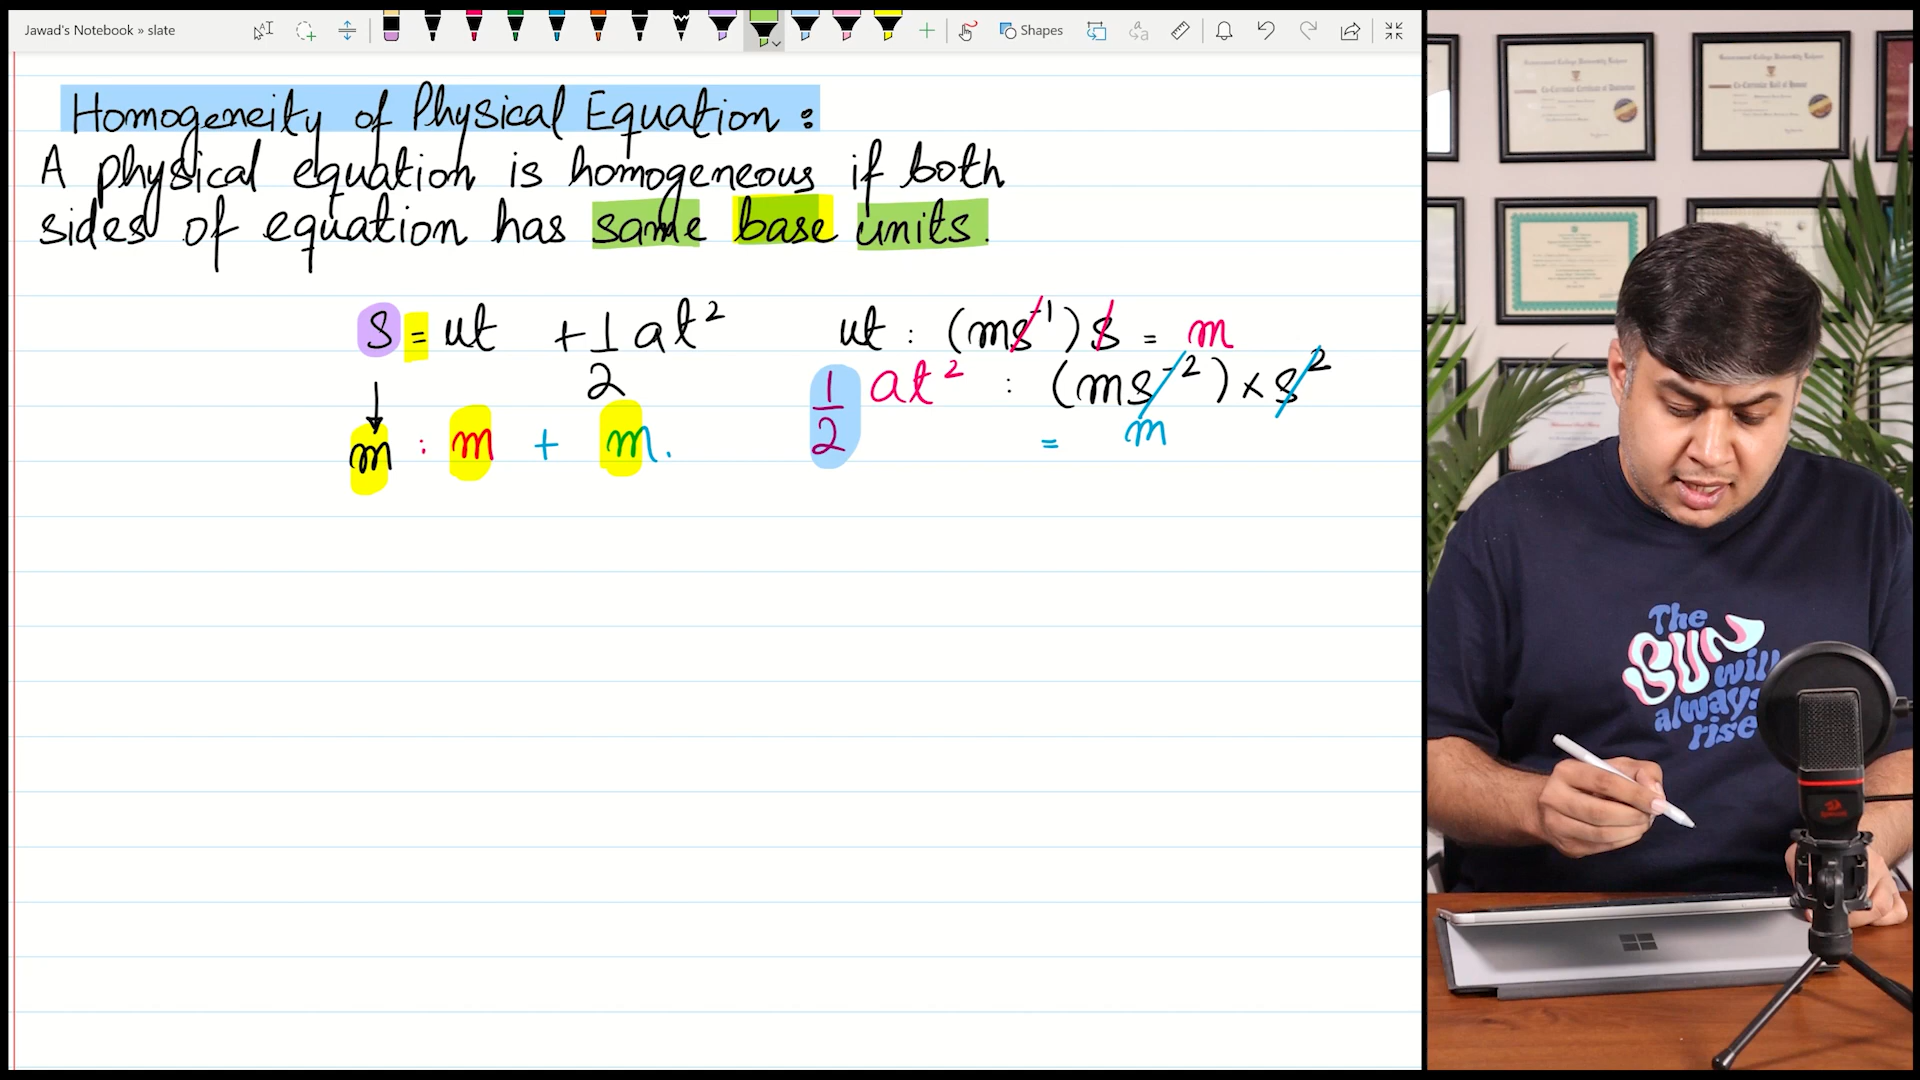 Jawad's Notebook » slate
Shapes
Homogeneity of Physical Equation :
A physical equation is homogeneous if both
sides of equation has same base units.
S = ut + 1/2 at²
ut : (ms⁻¹) s = m
1/2 at² : (ms⁻²) × s²
m : m + m.
= m
The
SUN
will
always
rise